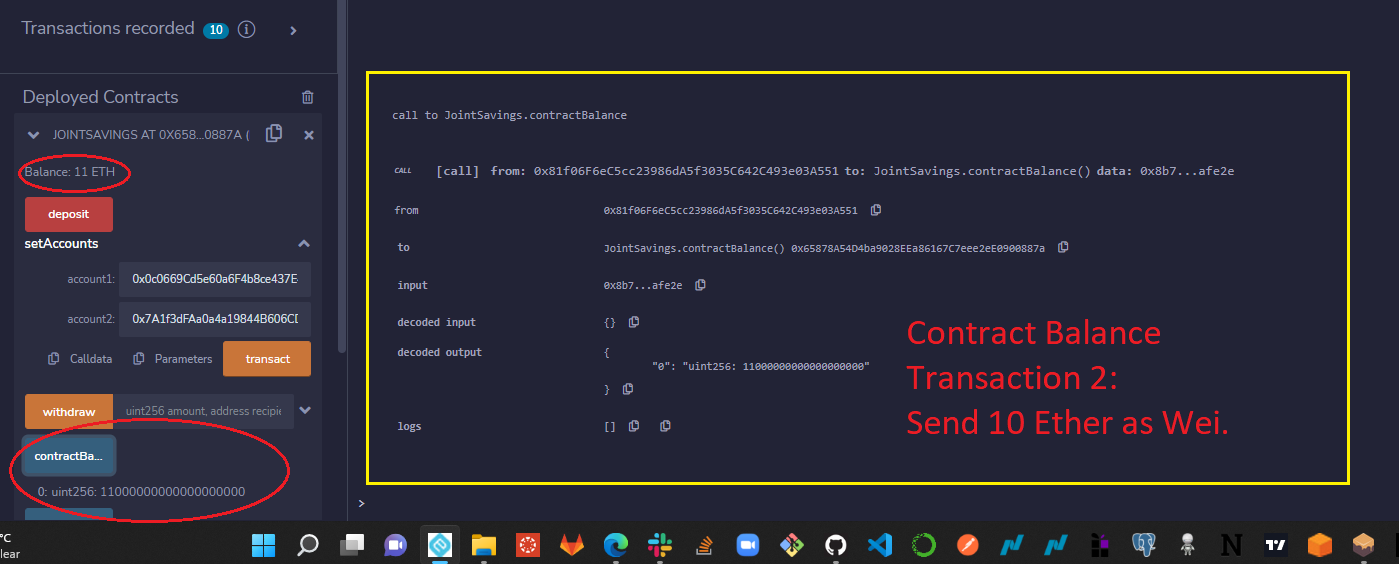 Transactions recorded 10
Deployed Contracts
JOINTSAVINGS AT 0X658...0887A (
Balance: 11 ETH
deposit
setAccounts
account1: 0x0c0669Cd5e60a6F4b8ce437E
account2: 0x7A1f3dFAa0a4a19844B606CD
Calldata Parameters transact
withdraw uint256 amount, address recipie
contractBa...
0: uint256: 11000000000000000000
call to JointSavings.contractBalance
CALL [call] from: 0x81f06F6eC5cc23986dA5f3035C642C493e03A551 to: JointSavings.contractBalance() data: 0x8b7...afe2e
from 0x81f06F6eC5cc23986dA5f3035C642C493e03A551
to JointSavings.contractBalance() 0x65878A54D4ba9028EEa86167C7eee2eE0900887a
input 0x8b7...afe2e
decoded input {}
decoded output {
"0": "uint256: 11000000000000000000"
}
logs []
Contract Balance
Transaction 2:
Send 10 Ether as Wei.
>
°C
lear